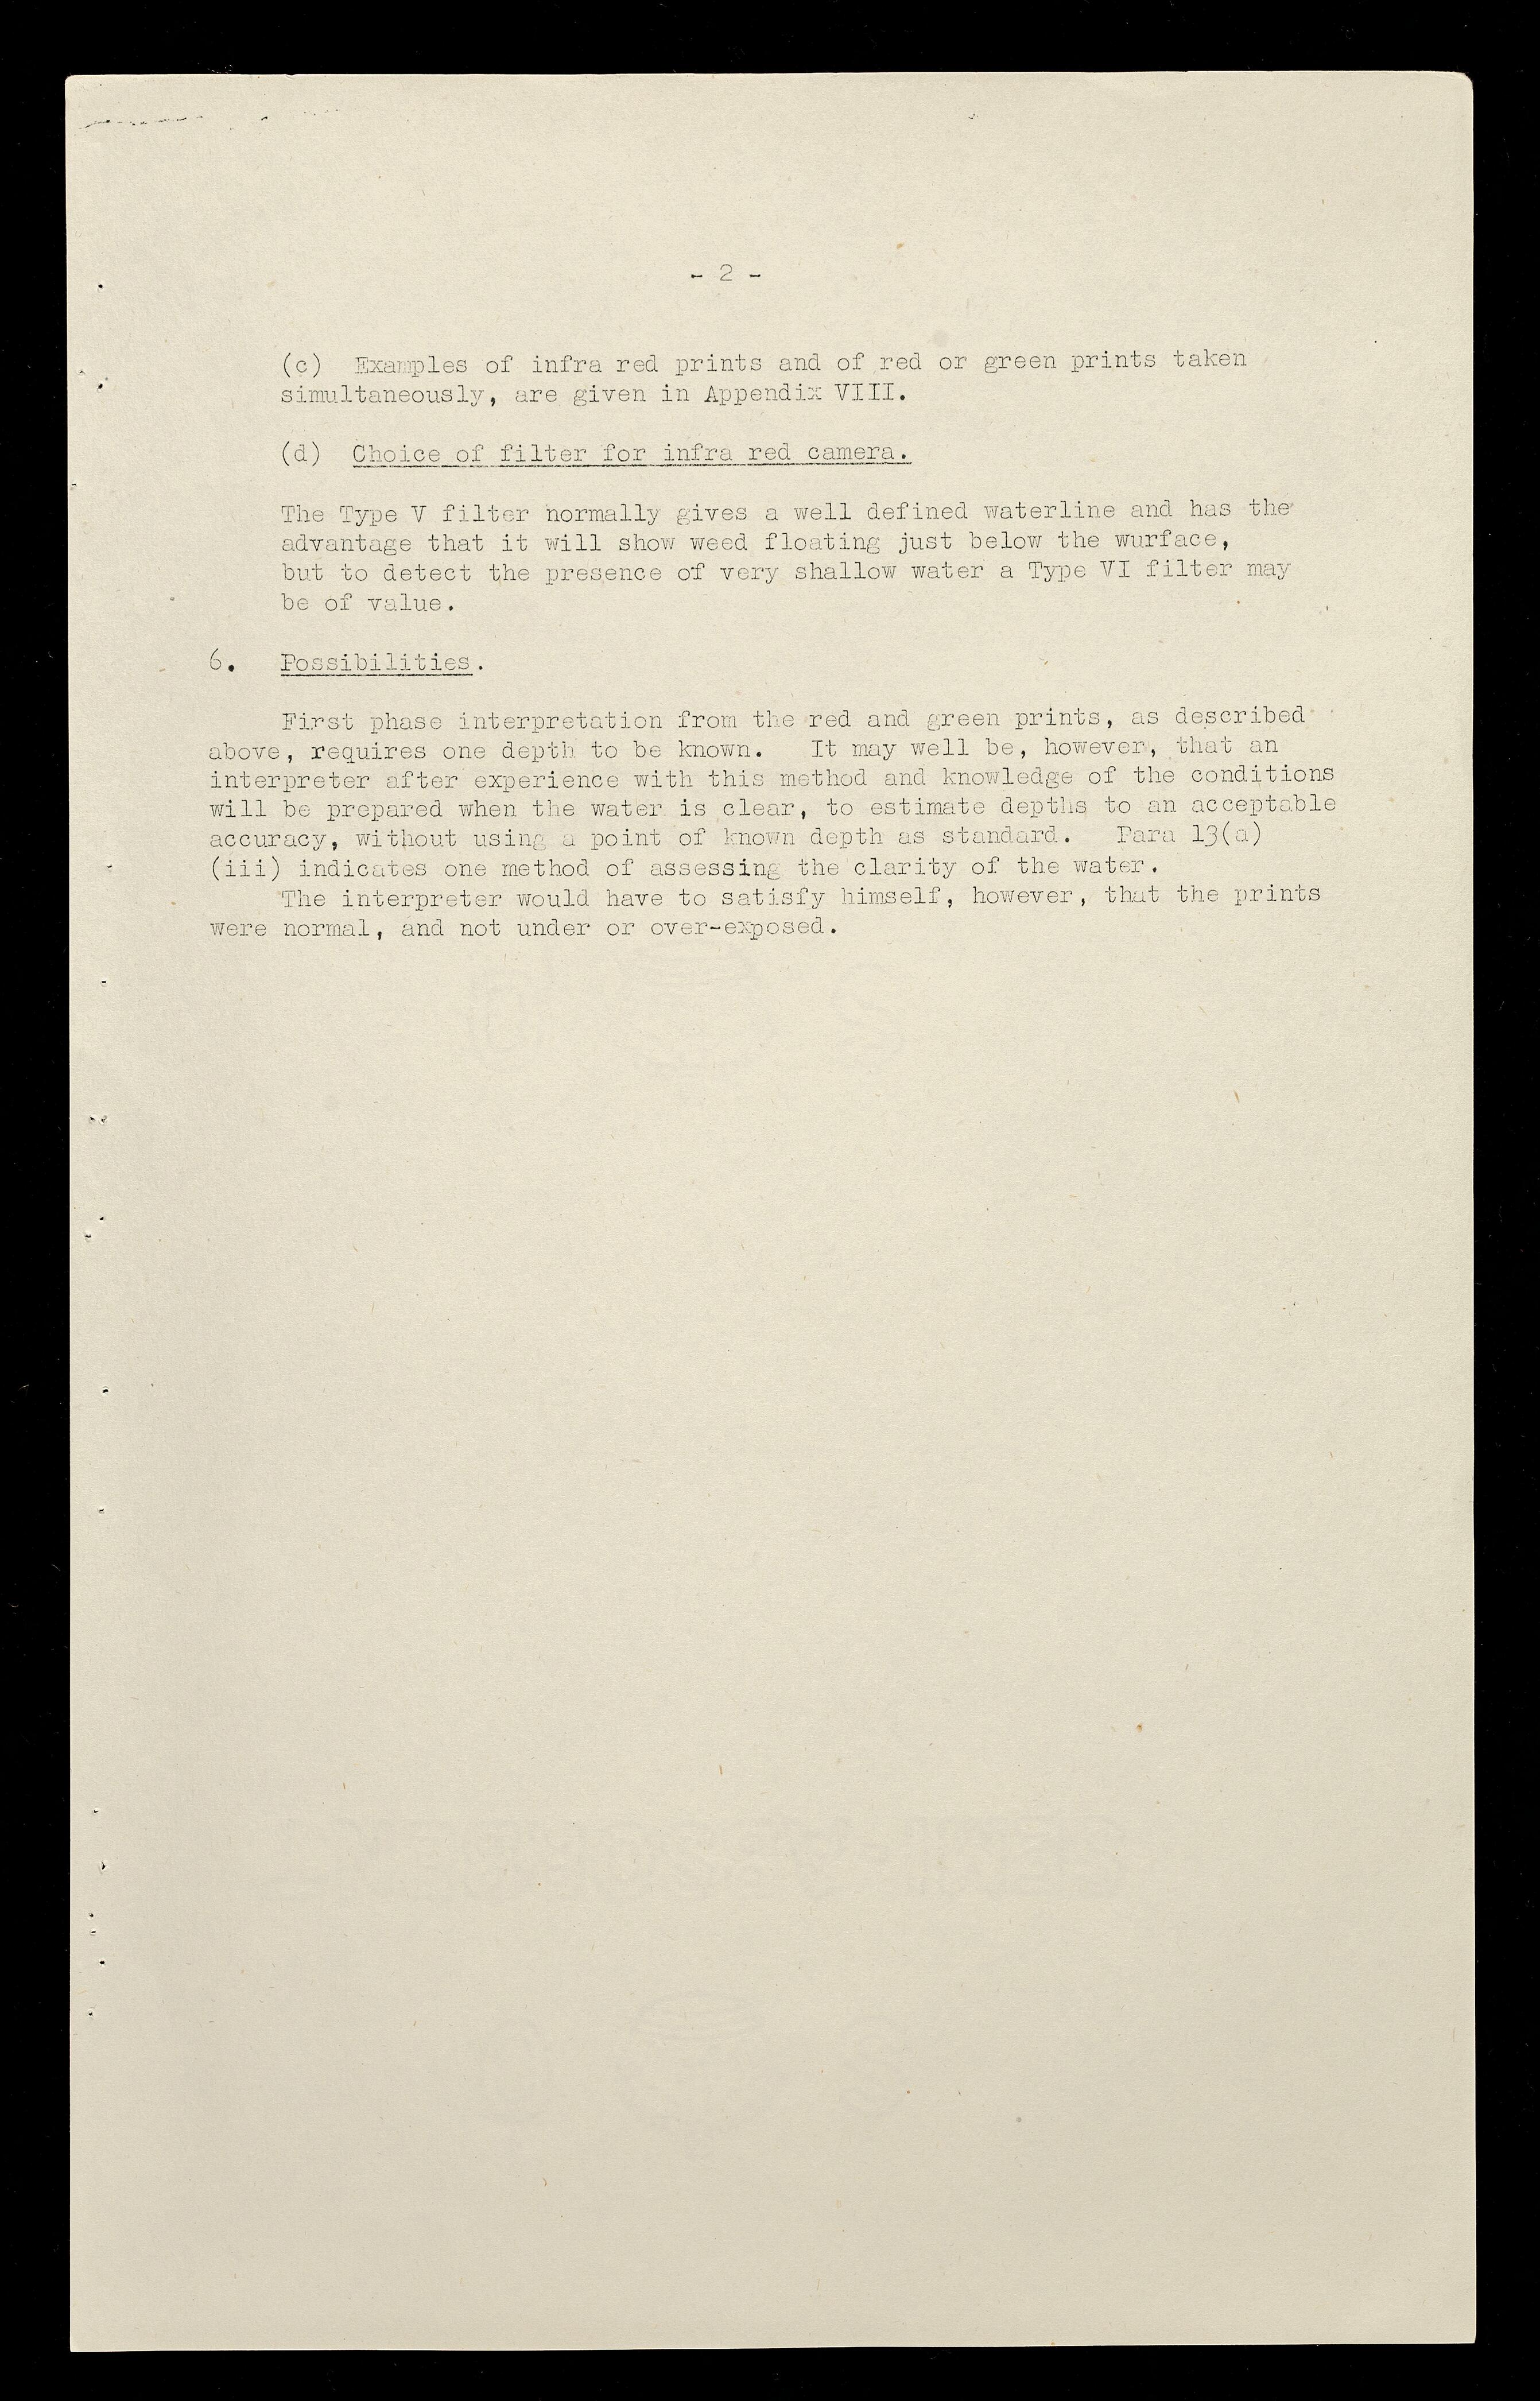 - 2 -
(c) Examples of infra red prints and of red or green prints taken
simultaneously, are given in Appendix VIII.
(d) Choice of filter for infra red camera.
The Type V filter normally gives a well defined waterline and has the
advantage that it will show weed floating just below the wurface,
but to detect the presence of very shallow water a Type VI filter may
be of value.
6. Possibilities.
First phase interpretation from the red and green prints, as described
above, requires one depth to be known. It may well be, however, that an
interpreter after experience with this method and knowledge of the conditions
will be prepared when the water is clear, to estimate depths to an acceptable
accuracy, without using a point of known depth as standard. Para 13(a)
(iii) indicates one method of assessing the clarity of the water.
The interpreter would have to satisfy himself, however, that the prints
were normal, and not under or over-exposed.